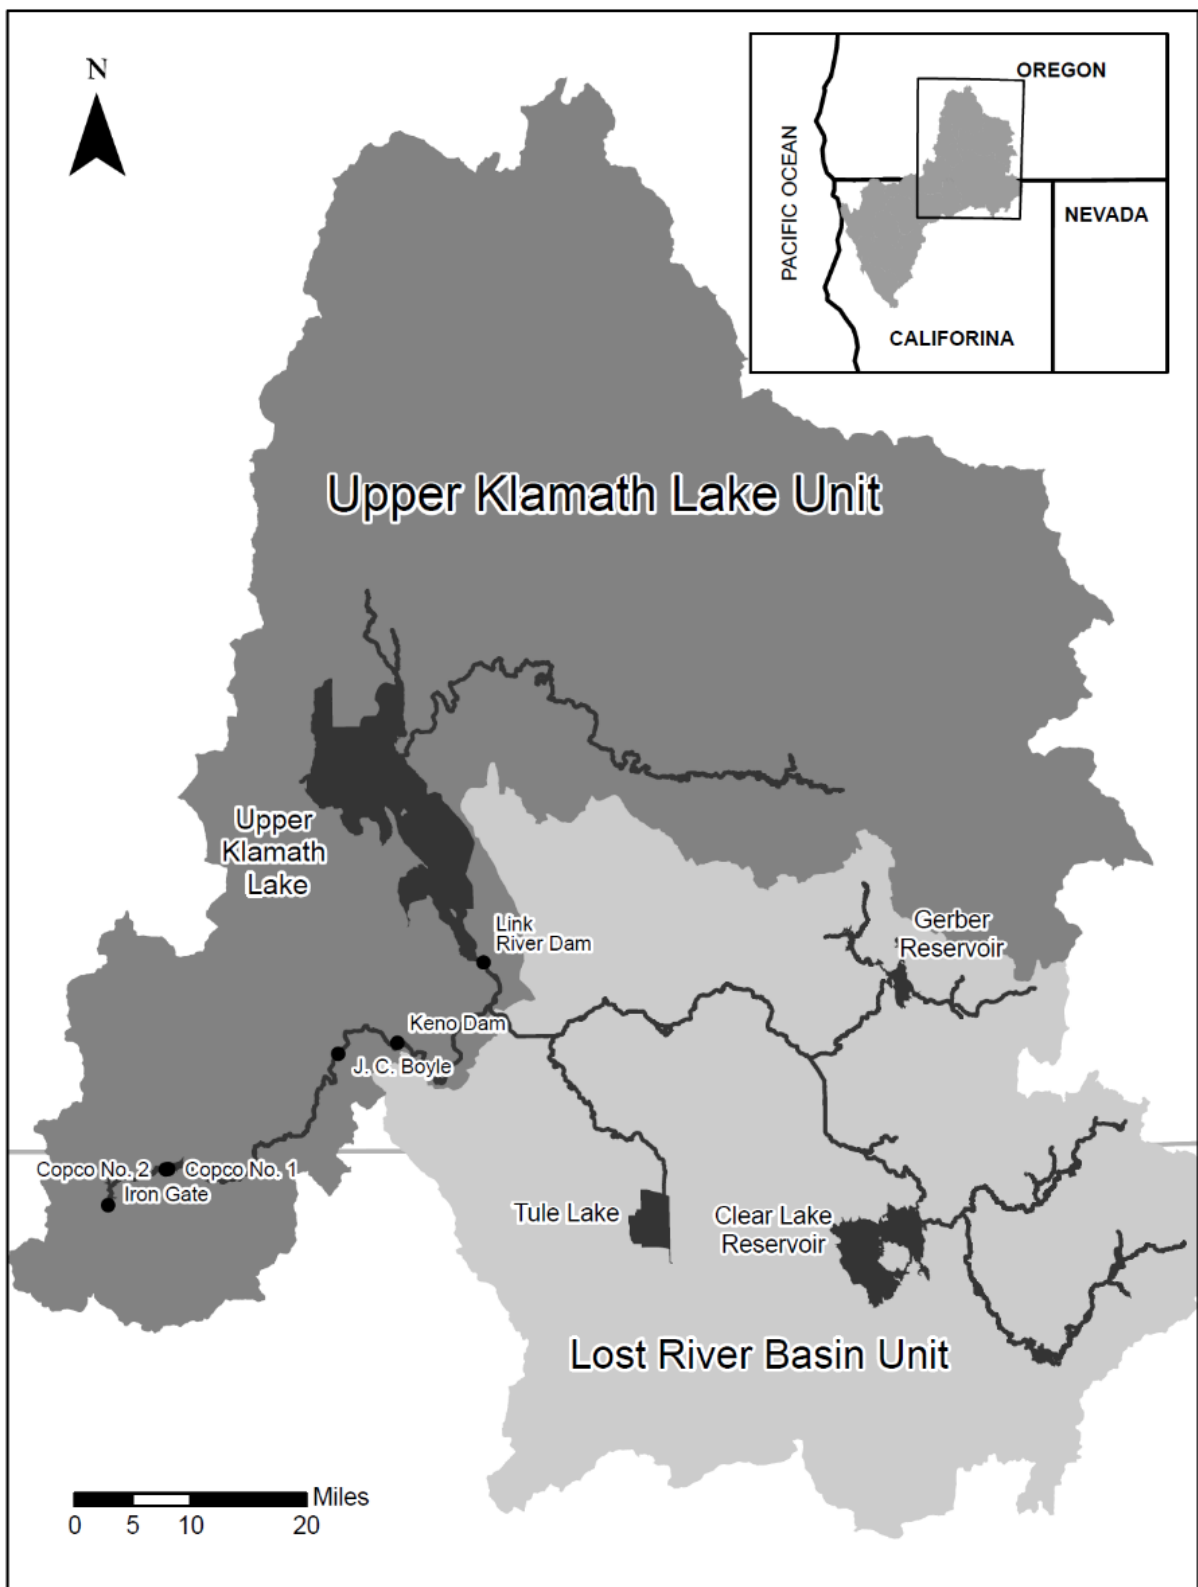 N
OREGON
PACIFIC OCEAN
NEVADA
CALIFORINA
Upper Klamath Lake Unit
Upper
Klamath
Lake
Link
River Dam
Gerber
Reservoir
Keno Dam
J. C. Boyle
Copco No. 2
Copco No. 1
Iron Gate
Tule Lake
Clear Lake
Reservoir
Lost River Basin Unit
Miles
0 5 10 20